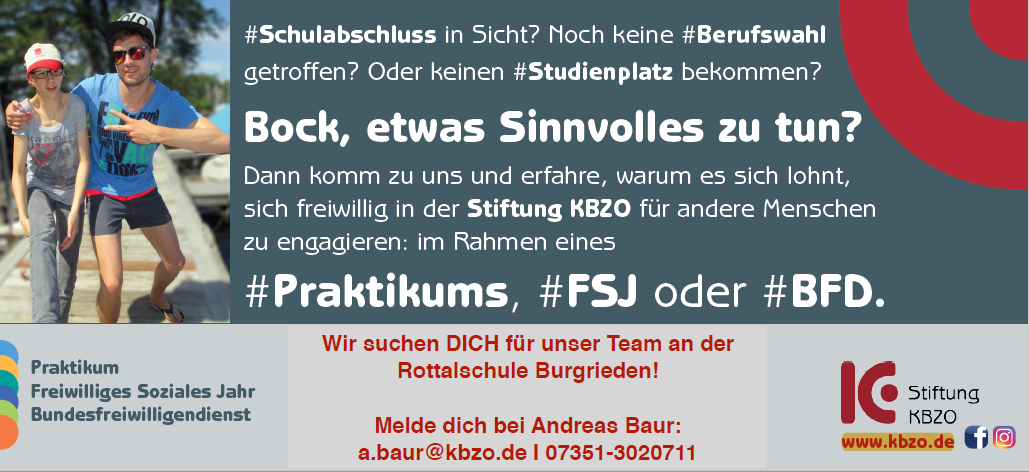 #Schulabschluss in Sicht? Noch keine #Berufswahl
getroffen? Oder keinen #Studienplatz bekommen?
Bock, etwas Sinnvolles zu tun?
Dann komm zu uns und erfahre, warum es sich lohnt,
sich freiwillig in der Stiftung KBZO für andere Menschen
zu engagieren: im Rahmen eines
#Praktikums, #FSJ oder #BFD.
Praktikum
Freiwilliges Soziales Jahr
Bundesfreiwilligendienst
Wir suchen DICH für unser Team an der
Rottalschule Burgrieden!
Melde dich bei Andreas Baur:
a.baur@kbzo.de I 07351-3020711
Stiftung
KBZO
www.kbzo.de